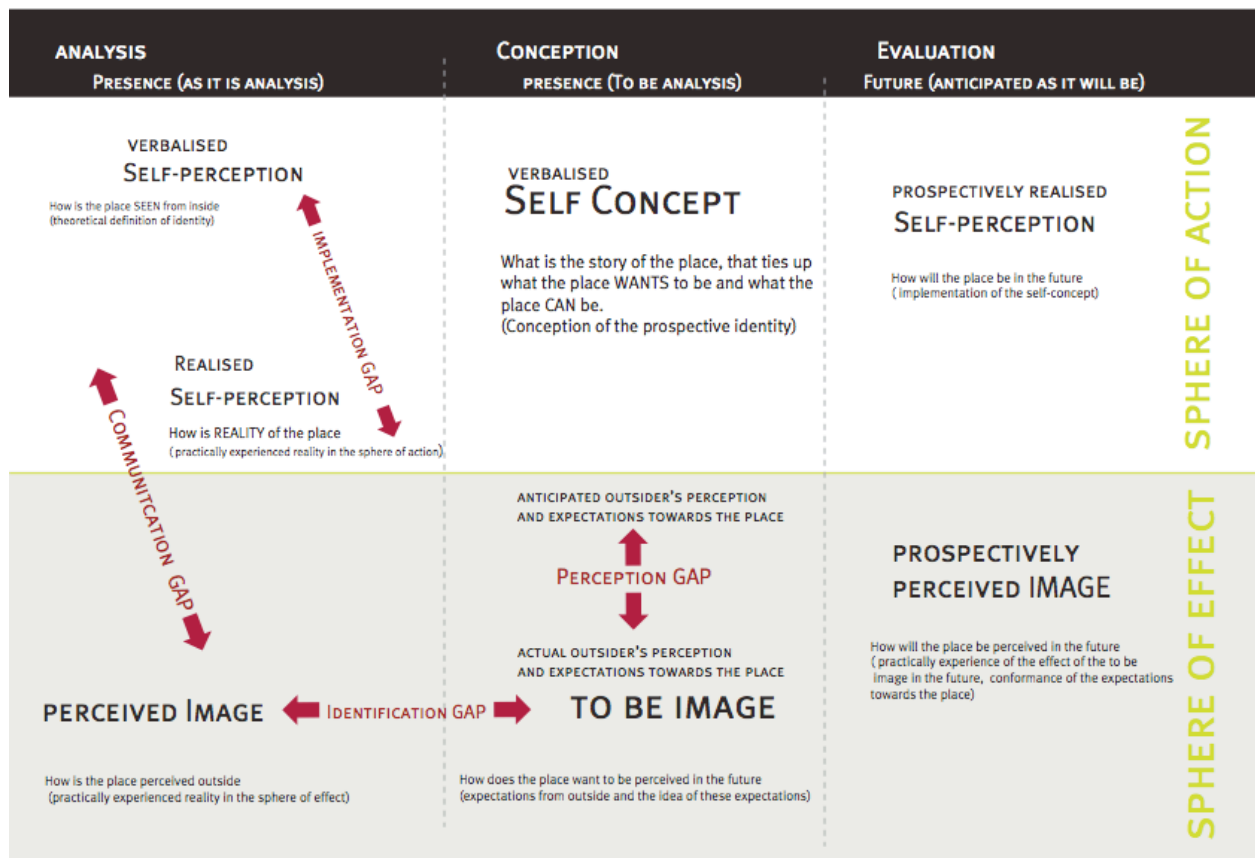 ANALYSIS
PRESENCE (AS IT IS ANALYSIS)
CONCEPTION
PRESENCE (TO BE ANALYSIS)
EVALUATION
FUTURE (ANTICIPATED AS IT WILL BE)
VERBALISED
SELF-PERCEPTION
How is the place SEEN from inside
(theoretical definition of identity)
IMPLEMENTATION GAP
REALISED
SELF-PERCEPTION
How is REALITY of the place
( practically experienced reality in the sphere of action)
COMMUNITCATION GAP
VERBALISED
SELF CONCEPT
What is the story of the place, that ties up
what the place WANTS to be and what the
place CAN be.
(Conception of the prospective identity)
PROSPECTIVELY REALISED
SELF-PERCEPTION
How will the place be in the future
( implementation of the self-concept)
SPHERE OF ACTION
PERCEIVED IMAGE
How is the place perceived outside
(practically experienced reality in the sphere of effect)
IDENTIFICATION GAP
ANTICIPATED OUTSIDER'S PERCEPTION
AND EXPECTATIONS TOWARDS THE PLACE
PERCEPTION GAP
ACTUAL OUTSIDER'S PERCEPTION
AND EXPECTATIONS TOWARDS THE PLACE
TO BE IMAGE
How does the place want to be perceived in the future
(expectations from outside and the idea of these expectations)
PROSPECTIVELY
PERCEIVED IMAGE
How will the place be perceived in the future
( practically experience of the effect of the to be
image in the future, conformance of the expectations
towards the place)
SPHERE OF EFFECT